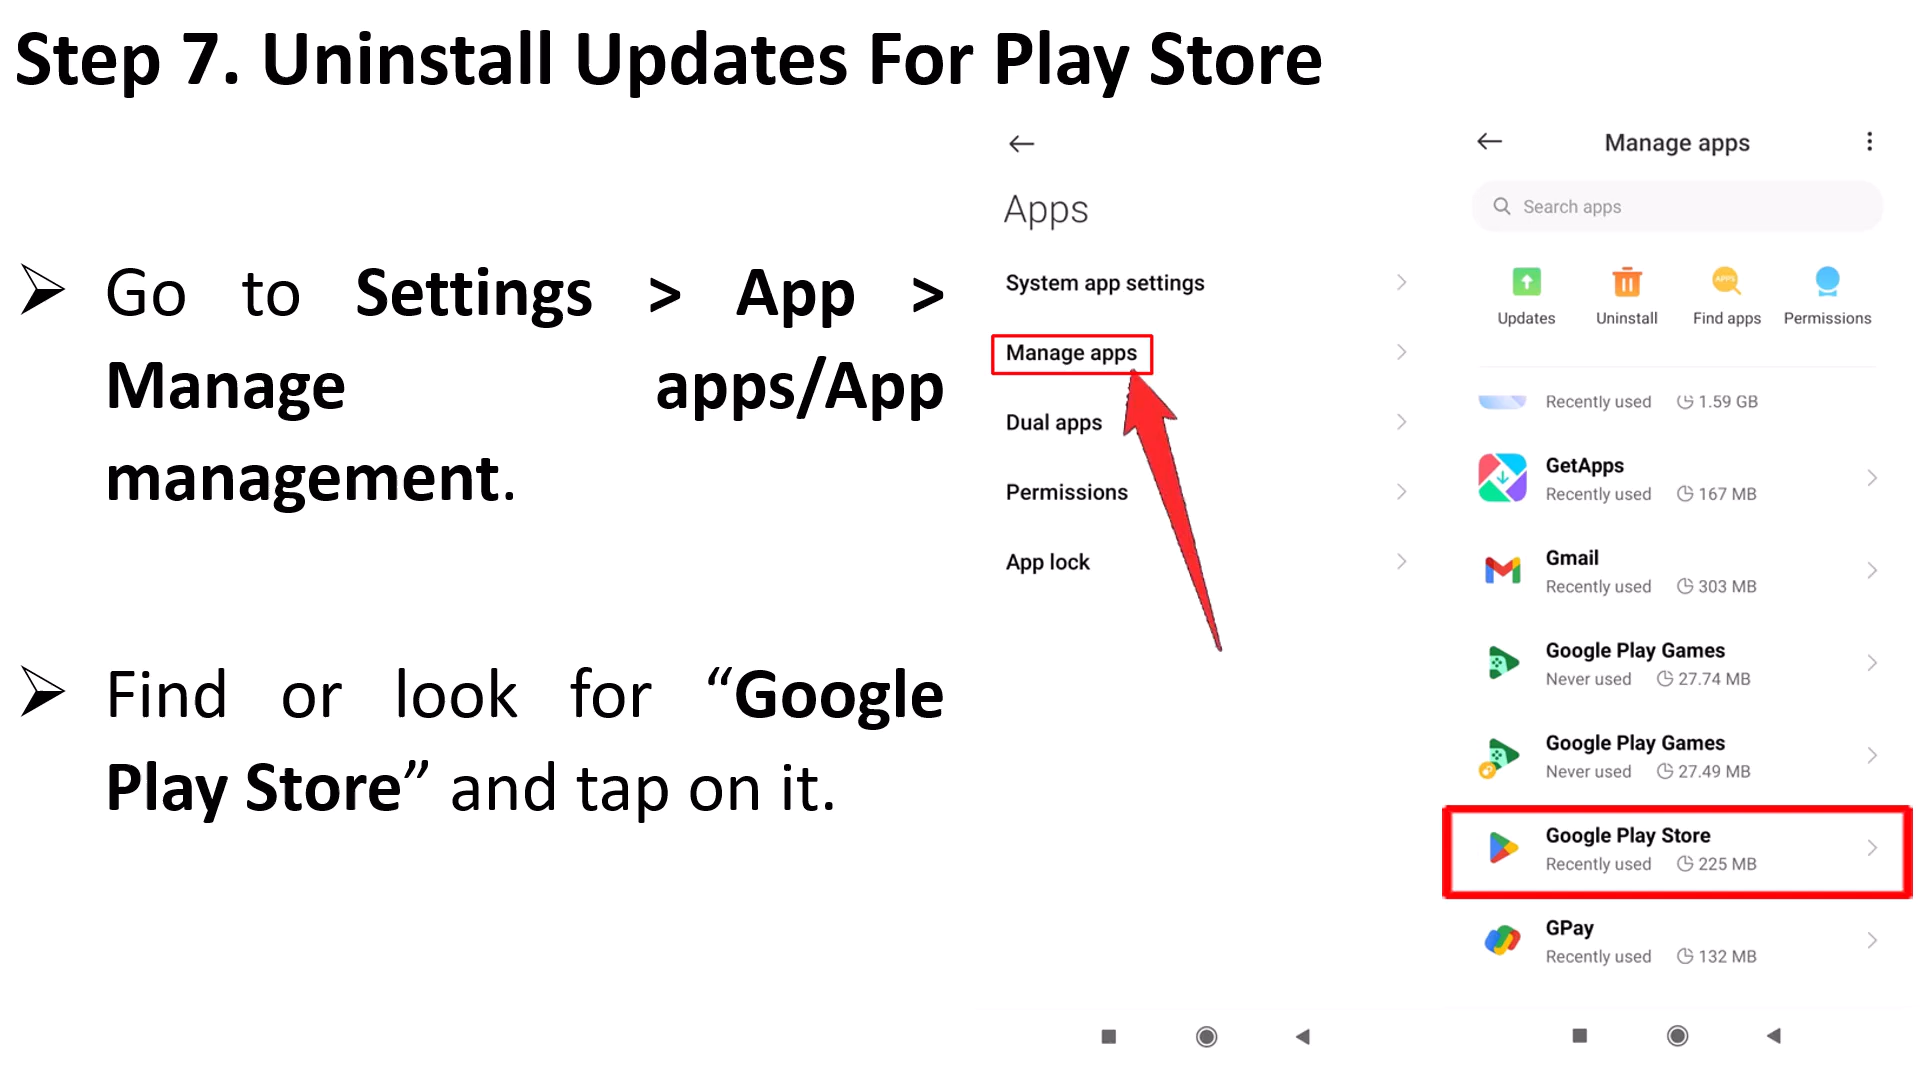 Step 7. Uninstall Updates For Play Store
Go to Settings > App >
Manage apps/App
management.
Find or look for “Google
Play Store” and tap on it.
Apps
System app settings
Manage apps
Dual apps
Permissions
App lock
Manage apps
Search apps
Updates Uninstall Find apps Permissions
Recently used 1.59 GB
GetApps
Recently used 167 MB
Gmail
Recently used 303 MB
Google Play Games
Never used 27.74 MB
Google Play Games
Never used 27.49 MB
Google Play Store
Recently used 225 MB
GPay
Recently used 132 MB